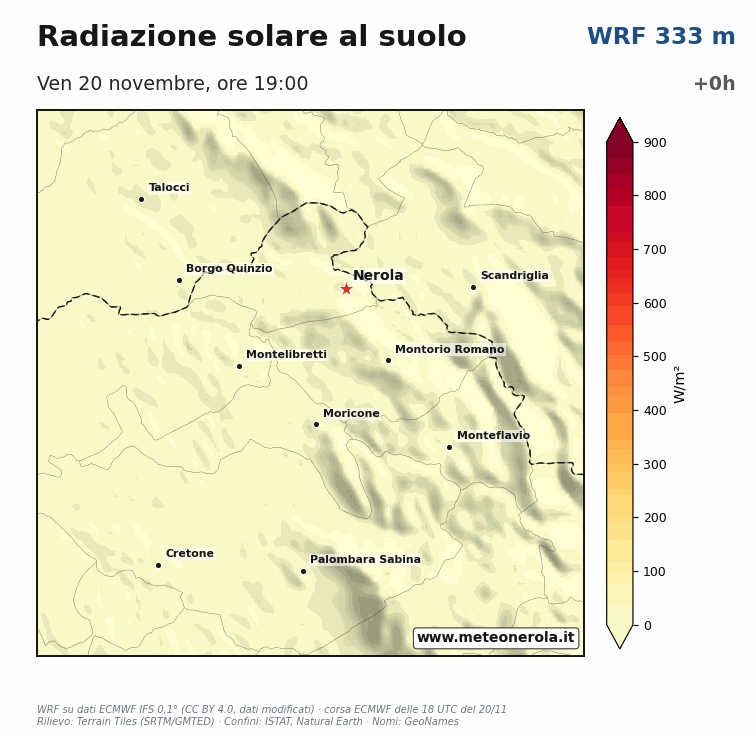 Radiazione solare al suolo
WRF 333 m
Ven 20 novembre, ore 19:00
+0h
Talocci
Borgo Quinzio
Nerola
Scandriglia
Montelibretti
Montorio Romano
Moricone
Monteflavio
Cretone
Palombara Sabina
www.meteonerola.it
900
800
700
600
500
400
300
200
100
0
W/m²
WRF su dati ECMWF IFS 0,1° (CC BY 4.0, dati modificati) · corsa ECMWF delle 18 UTC del 20/11
Rilievo: Terrain Tiles (SRTM/GMTED) · Confini: ISTAT, Natural Earth · Nomi: GeoNames